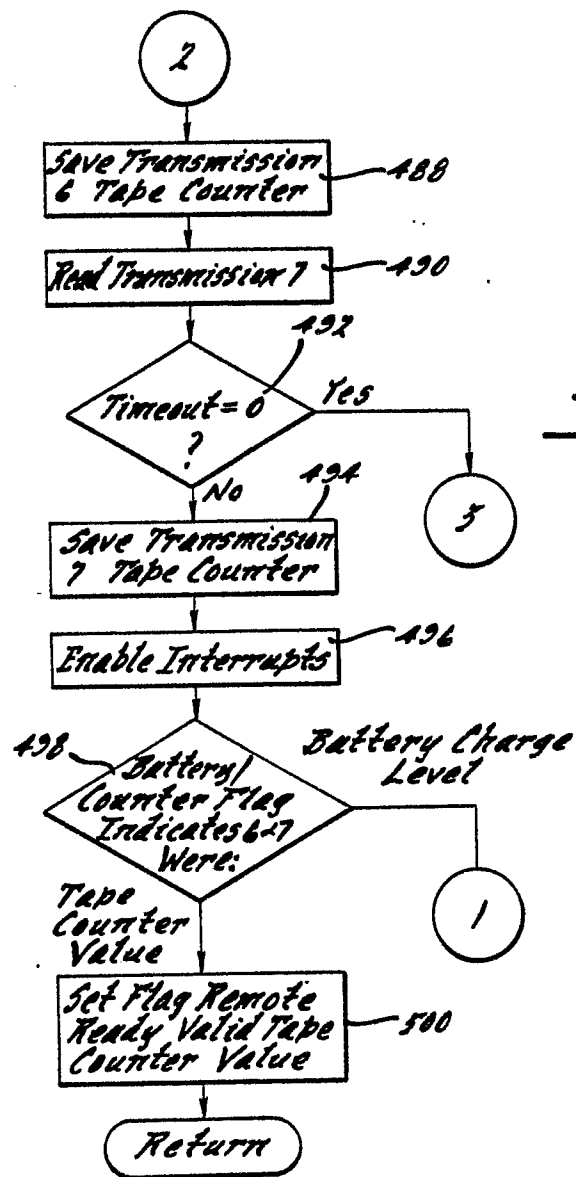 2
Save Transmission
6 Tape Counter
488
Read Transmission 7
490
492
Timeout = 0
?
Yes
No
3
494
Save Transmission
7 Tape Counter
Enable Interrupts
496
498
Battery/
Counter Flag
Indicates 6+7
Were:
Battery Charge
Level
1
Tape
Counter
Value
Set Flag Remote
Ready Valid Tape
Counter Value
500
Return